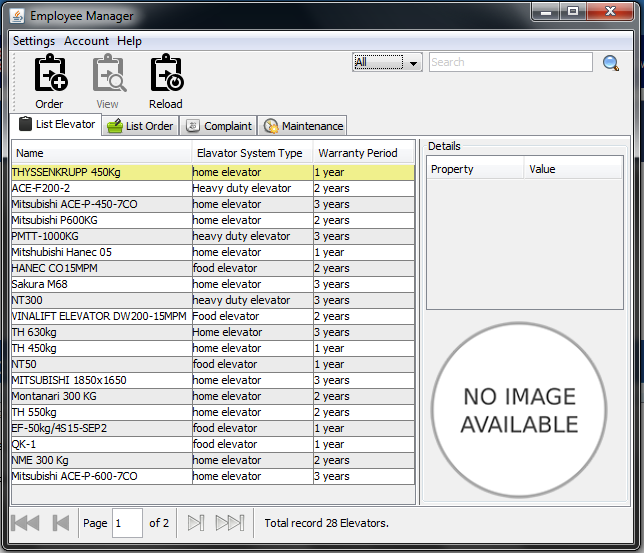 Employee Manager
Settings Account Help
Order View Reload
All Search
List Elevator List Order Complaint Maintenance
Name Elevator System Type Warranty Period
THYSSENKRUPP 450Kg home elevator 1 year
ACE-F200-2 Heavy duty elevator 2 years
Mitsubishi ACE-P-450-7CO home elevator 3 years
Mitsubishi P600KG home elevator 2 years
PMTT-1000KG heavy duty elevator 3 years
Mitshubishi Hanec 05 home elevator 1 year
HANEC CO15MPM food elevator 2 years
Sakura M68 home elevator 3 years
NT300 heavy duty elevator 3 years
VINALIFT ELEVATOR DW200-15MPM Food elevator 2 years
TH 630kg Home elevator 3 years
TH 450kg home elevator 1 year
NT50 food elevator 1 year
MITSUBISHI 1850x1650 home elevator 3 years
Montanari 300 KG home elevator 2 years
TH 550kg home elevator 2 years
EF-50kg/4S15-SEP2 food elevator 1 year
QK-1 food elevator 1 year
NME 300 Kg home elevator 2 years
Mitsubishi ACE-P-600-7CO home elevator 3 years
Details
Property Value
NO IMAGE
AVAILABLE
Page 1 of 2 Total record 28 Elevators.